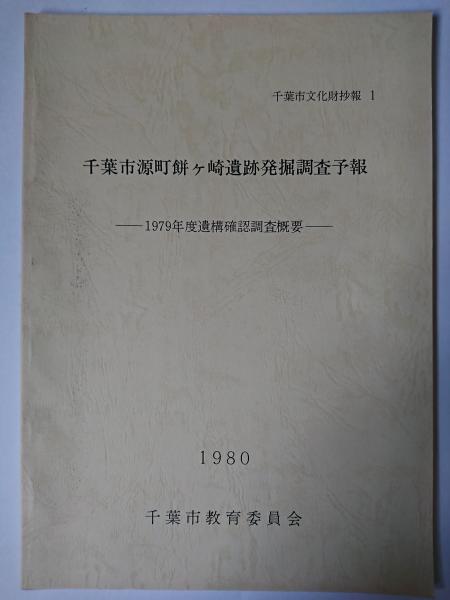 千葉市文化財抄報 1
千葉市源町餅ヶ崎遺跡発掘調査予報
――1979年度遺構確認調査概要――
1980
千葉市教育委員会